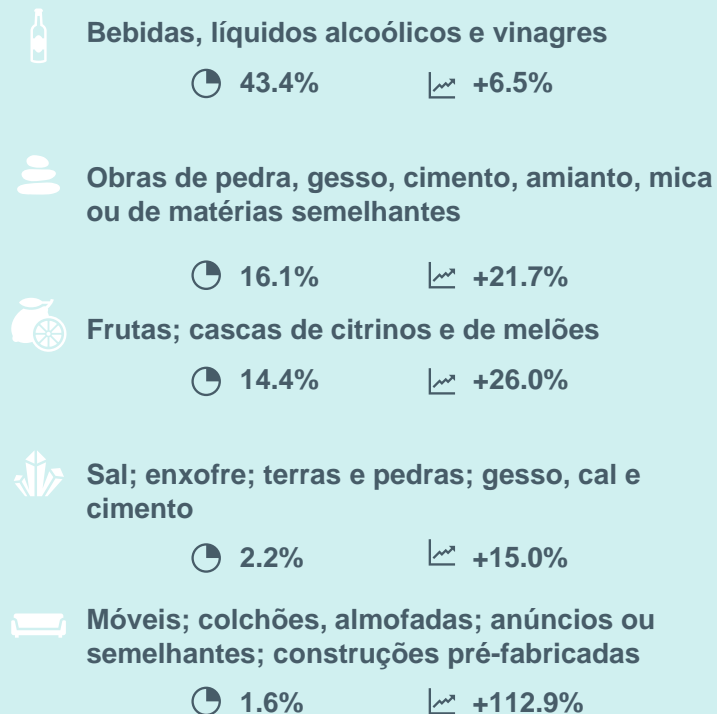 Bebidas, líquidos alcoólicos e vinagres
43.4% +6.5%
Obras de pedra, gesso, cimento, amianto, mica
ou de matérias semelhantes
16.1% +21.7%
Frutas; cascas de citrinos e de melões
14.4% +26.0%
Sal; enxofre; terras e pedras; gesso, cal e
cimento
2.2% +15.0%
Móveis; colchões, almofadas; anúncios ou
semelhantes; construções pré-fabricadas
1.6% +112.9%